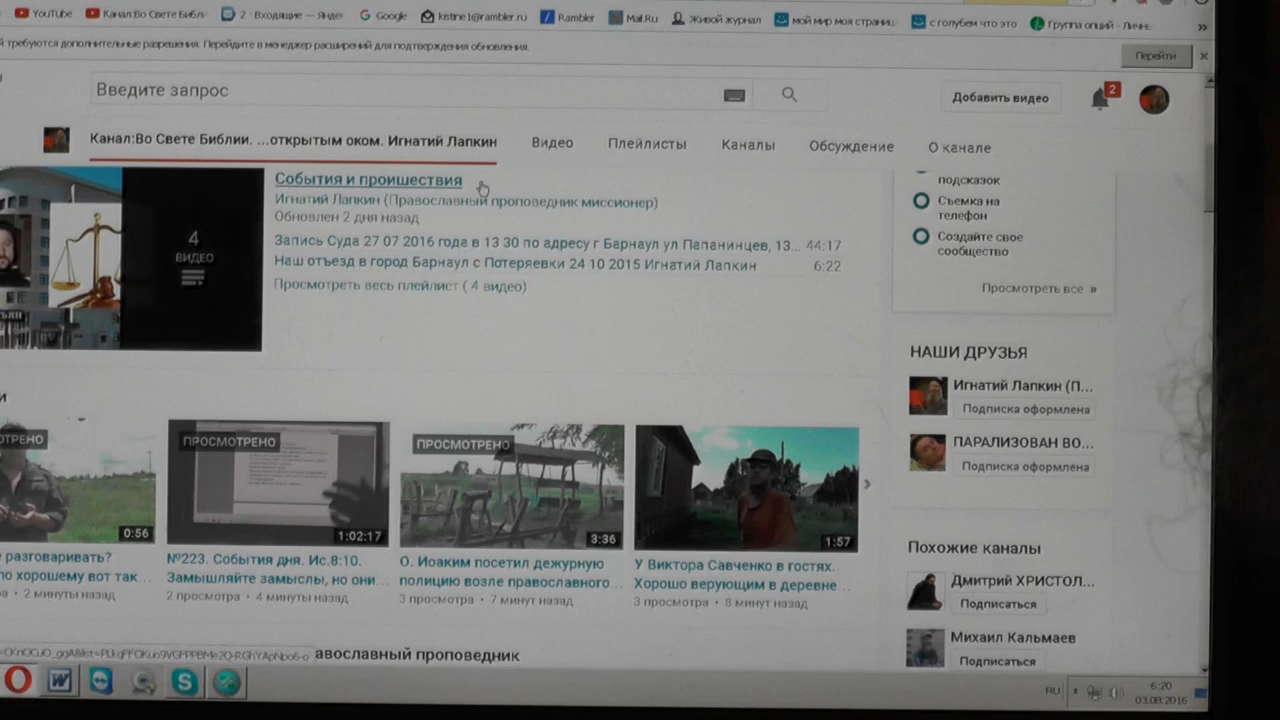 YouTube Канал:Во Свете Библ 2 · Входящие — Янде Google kistine1@rambler.ru Rambler Mail.Ru Живой журнал мой мир моя страниц с голубем что это Группа опций - Личн
требуются дополнительные разрешения. Перейдите в менеджер расширений для подтверждения обновления.
Перейти
Введите запрос
Добавить видео
2
Канал:Во Свете Библии. ...открытым оком. Игнатий Лапкин Видео Плейлисты Каналы Обсуждение О канале
4
ВИДЕО
События и проишествия
Игнатий Лапкин (Православный проповедник миссионер)
Обновлен 2 дня назад
Запись Суда 27 07 2016 года в 13 30 по адресу г Барнаул ул Папанинцев, 13... 44:17
Наш отъезд в город Барнаул с Потеряевки 24 10 2015 Игнатий Лапкин 6:22
Просмотреть весь плейлист ( 4 видео)
подсказок
Съемка на
телефон
Создайте свое
сообщество
Просмотреть все »
НАШИ ДРУЗЬЯ
Игнатий Лапкин (П...
Подписка оформлена
ПАРАЛИЗОВАН ВО...
Подписка оформлена
ОТРЕНО
0:56
разговаривать?
по хорошему вот так...
2 минуты назад
ПРОСМОТРЕНО
1:02:17
№223. События дня. Ис.8:10.
Замышляйте замыслы, но они...
2 просмотра • 4 минуты назад
ПРОСМОТРЕНО
3:36
О. Иоаким посетил дежурную
полицию возле православного...
3 просмотра • 7 минут назад
1:57
У Виктора Савченко в гостях.
Хорошо верующим в деревне...
3 просмотра • 8 минут назад
Похожие каналы
Дмитрий ХРИСТОЛ...
Подписаться
Михаил Кальмаев
Подписаться
авославный проповедник
RU
6:20
03.08.2016